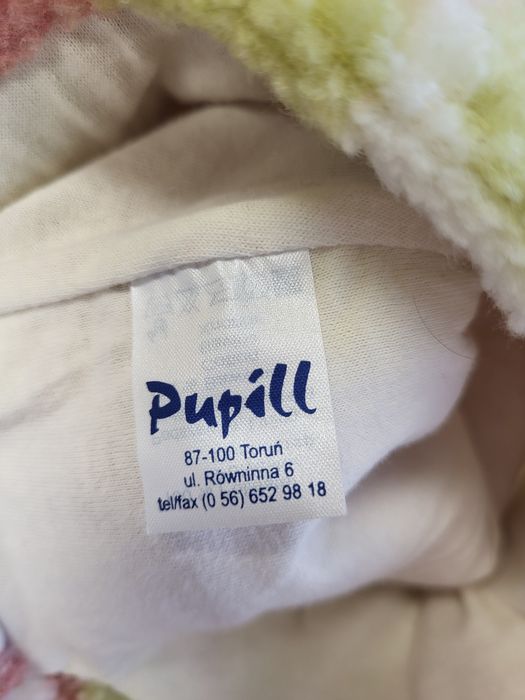 Pupill
87-100 Toruń
ul. Równinna 6
tel/fax (0 56) 652 98 18